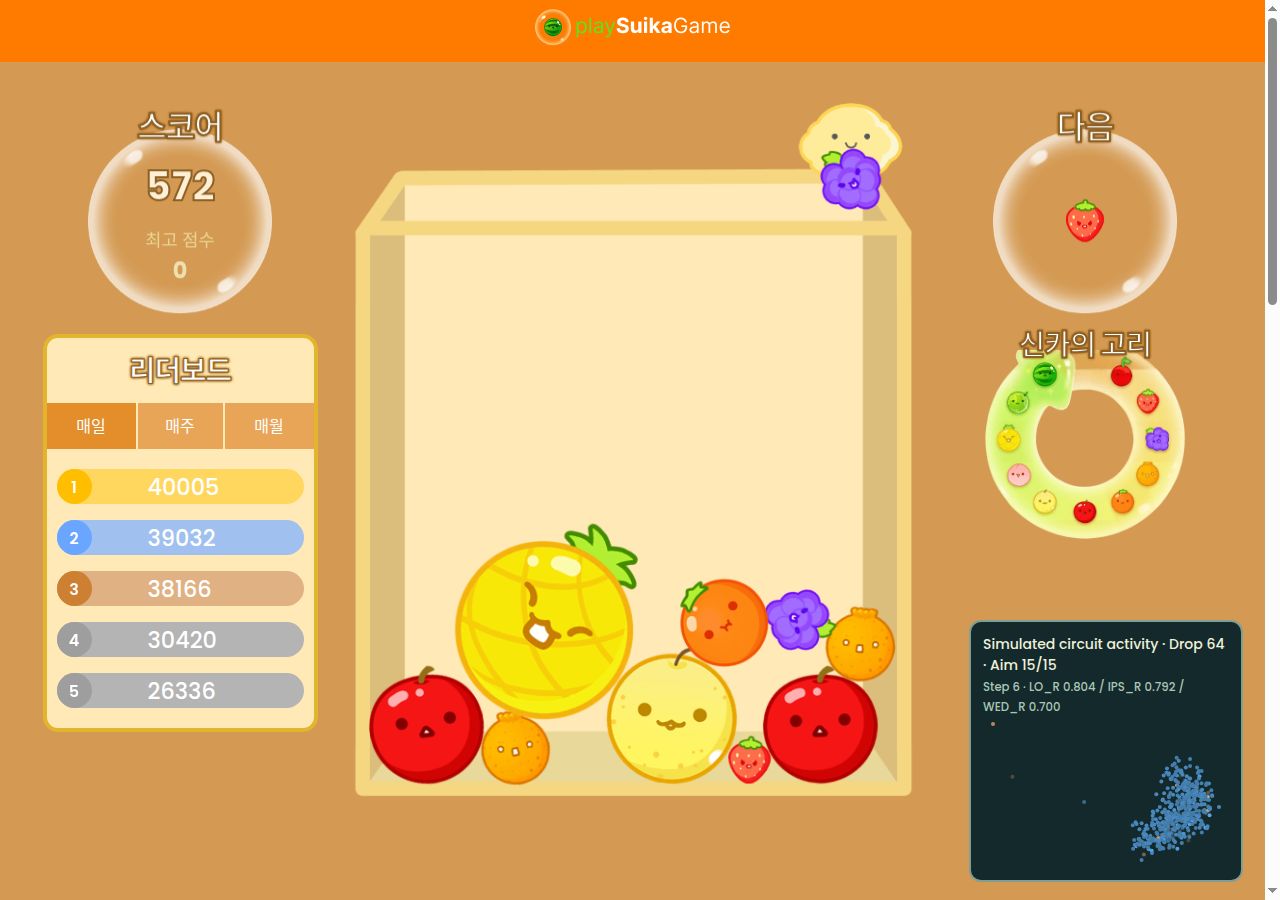 playSuikaGame
스코어
572
최고 점수
0
리더보드
매일
매주
매월
1 40005
2 39032
3 38166
4 30420
5 26336
다음
신카의 고리
Simulated circuit activity · Drop 64
· Aim 15/15
Step 6 · LO_R 0.804 / IPS_R 0.792 /
WED_R 0.700